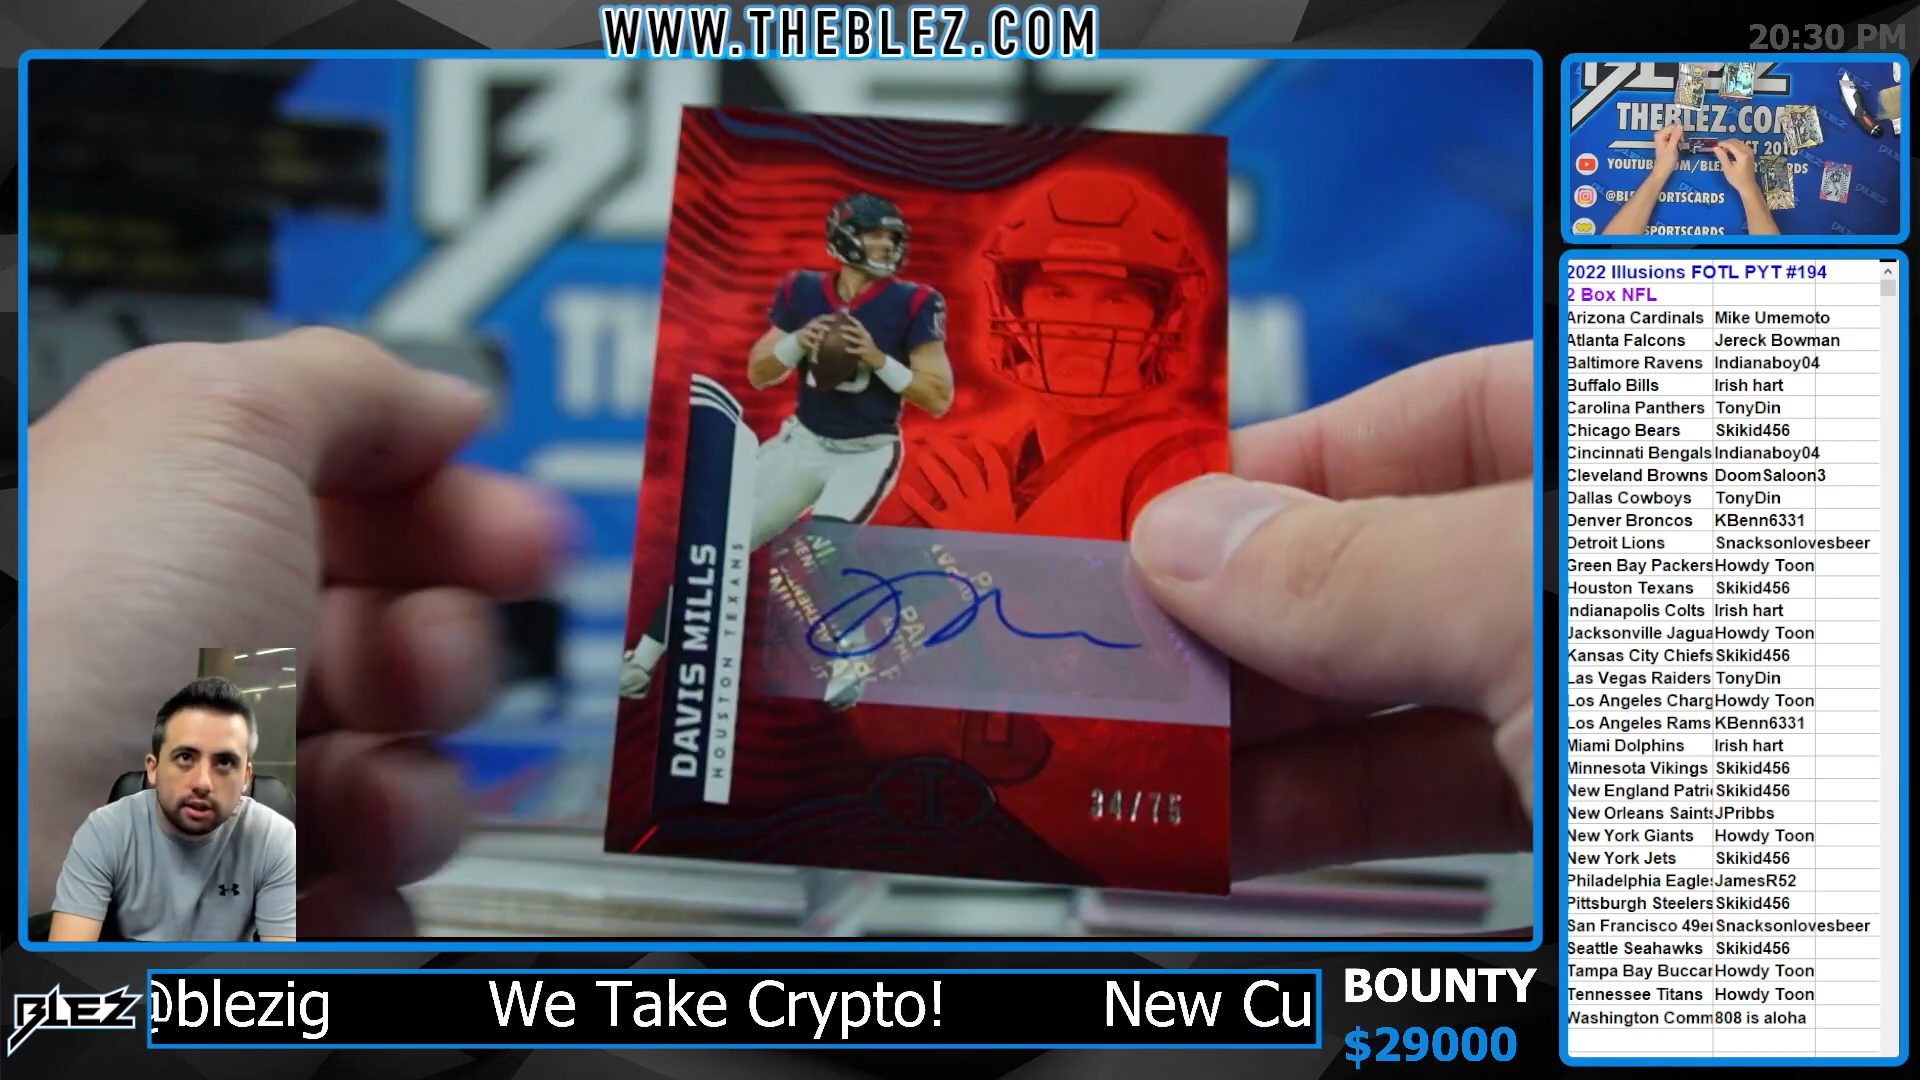 WWW.THEBLEZ.COM
20:30 PM
BLEZ
THEBLEZ.COM
@BLE
SPORTSCARDS
DAVIS MILLS
HOUSTON TEXANS
34/75
2022 Illusions FOTL PYT #194
2 Box NFL
Arizona Cardinals Mike Umemoto
Atlanta Falcons Jereck Bowman
Baltimore Ravens Indianaboy04
Buffalo Bills Irish hart
Carolina Panthers TonyDin
Chicago Bears Skikid456
Cincinnati Bengals Indianaboy04
Cleveland Browns DoomSaloon3
Dallas Cowboys TonyDin
Denver Broncos KBenn6331
Detroit Lions Snacksonlovesbeer
Green Bay Packers Howdy Toon
Houston Texans Skikid456
Indianapolis Colts Irish hart
Jacksonville Jagua Howdy Toon
Kansas City Chiefs Skikid456
Las Vegas Raiders TonyDin
Los Angeles Charg Howdy Toon
Los Angeles Rams KBenn6331
Miami Dolphins Irish hart
Minnesota Vikings Skikid456
New England Patri Skikid456
New Orleans Saints JPribbs
New York Giants Howdy Toon
New York Jets Skikid456
Philadelphia Eagles JamesR52
Pittsburgh Steelers Skikid456
San Francisco 49e Snacksonlovesbeer
Seattle Seahawks Skikid456
Tampa Bay Buccar Howdy Toon
Tennessee Titans Howdy Toon
Washington Comm 808 is aloha
BLEZ
@blezig We Take Crypto! New Cu
BOUNTY
$29000